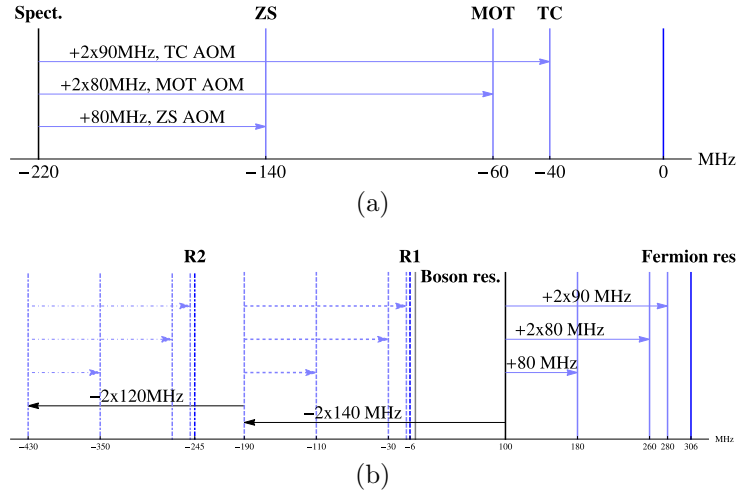 Spect. ZS MOT TC
+2x90MHz, TC AOM
+2x80MHz, MOT AOM
+80MHz, ZS AOM
−220 −140 −60 −40 0 MHz
(a)
R2 R1 Boson res. Fermion res
+2x90 MHz
+2x80 MHz
+80 MHz
−2x120MHz
−2x140 MHz
−430 −350 −245 −190 −110 −30 −6 100 180 260 280 306 MHz
(b)